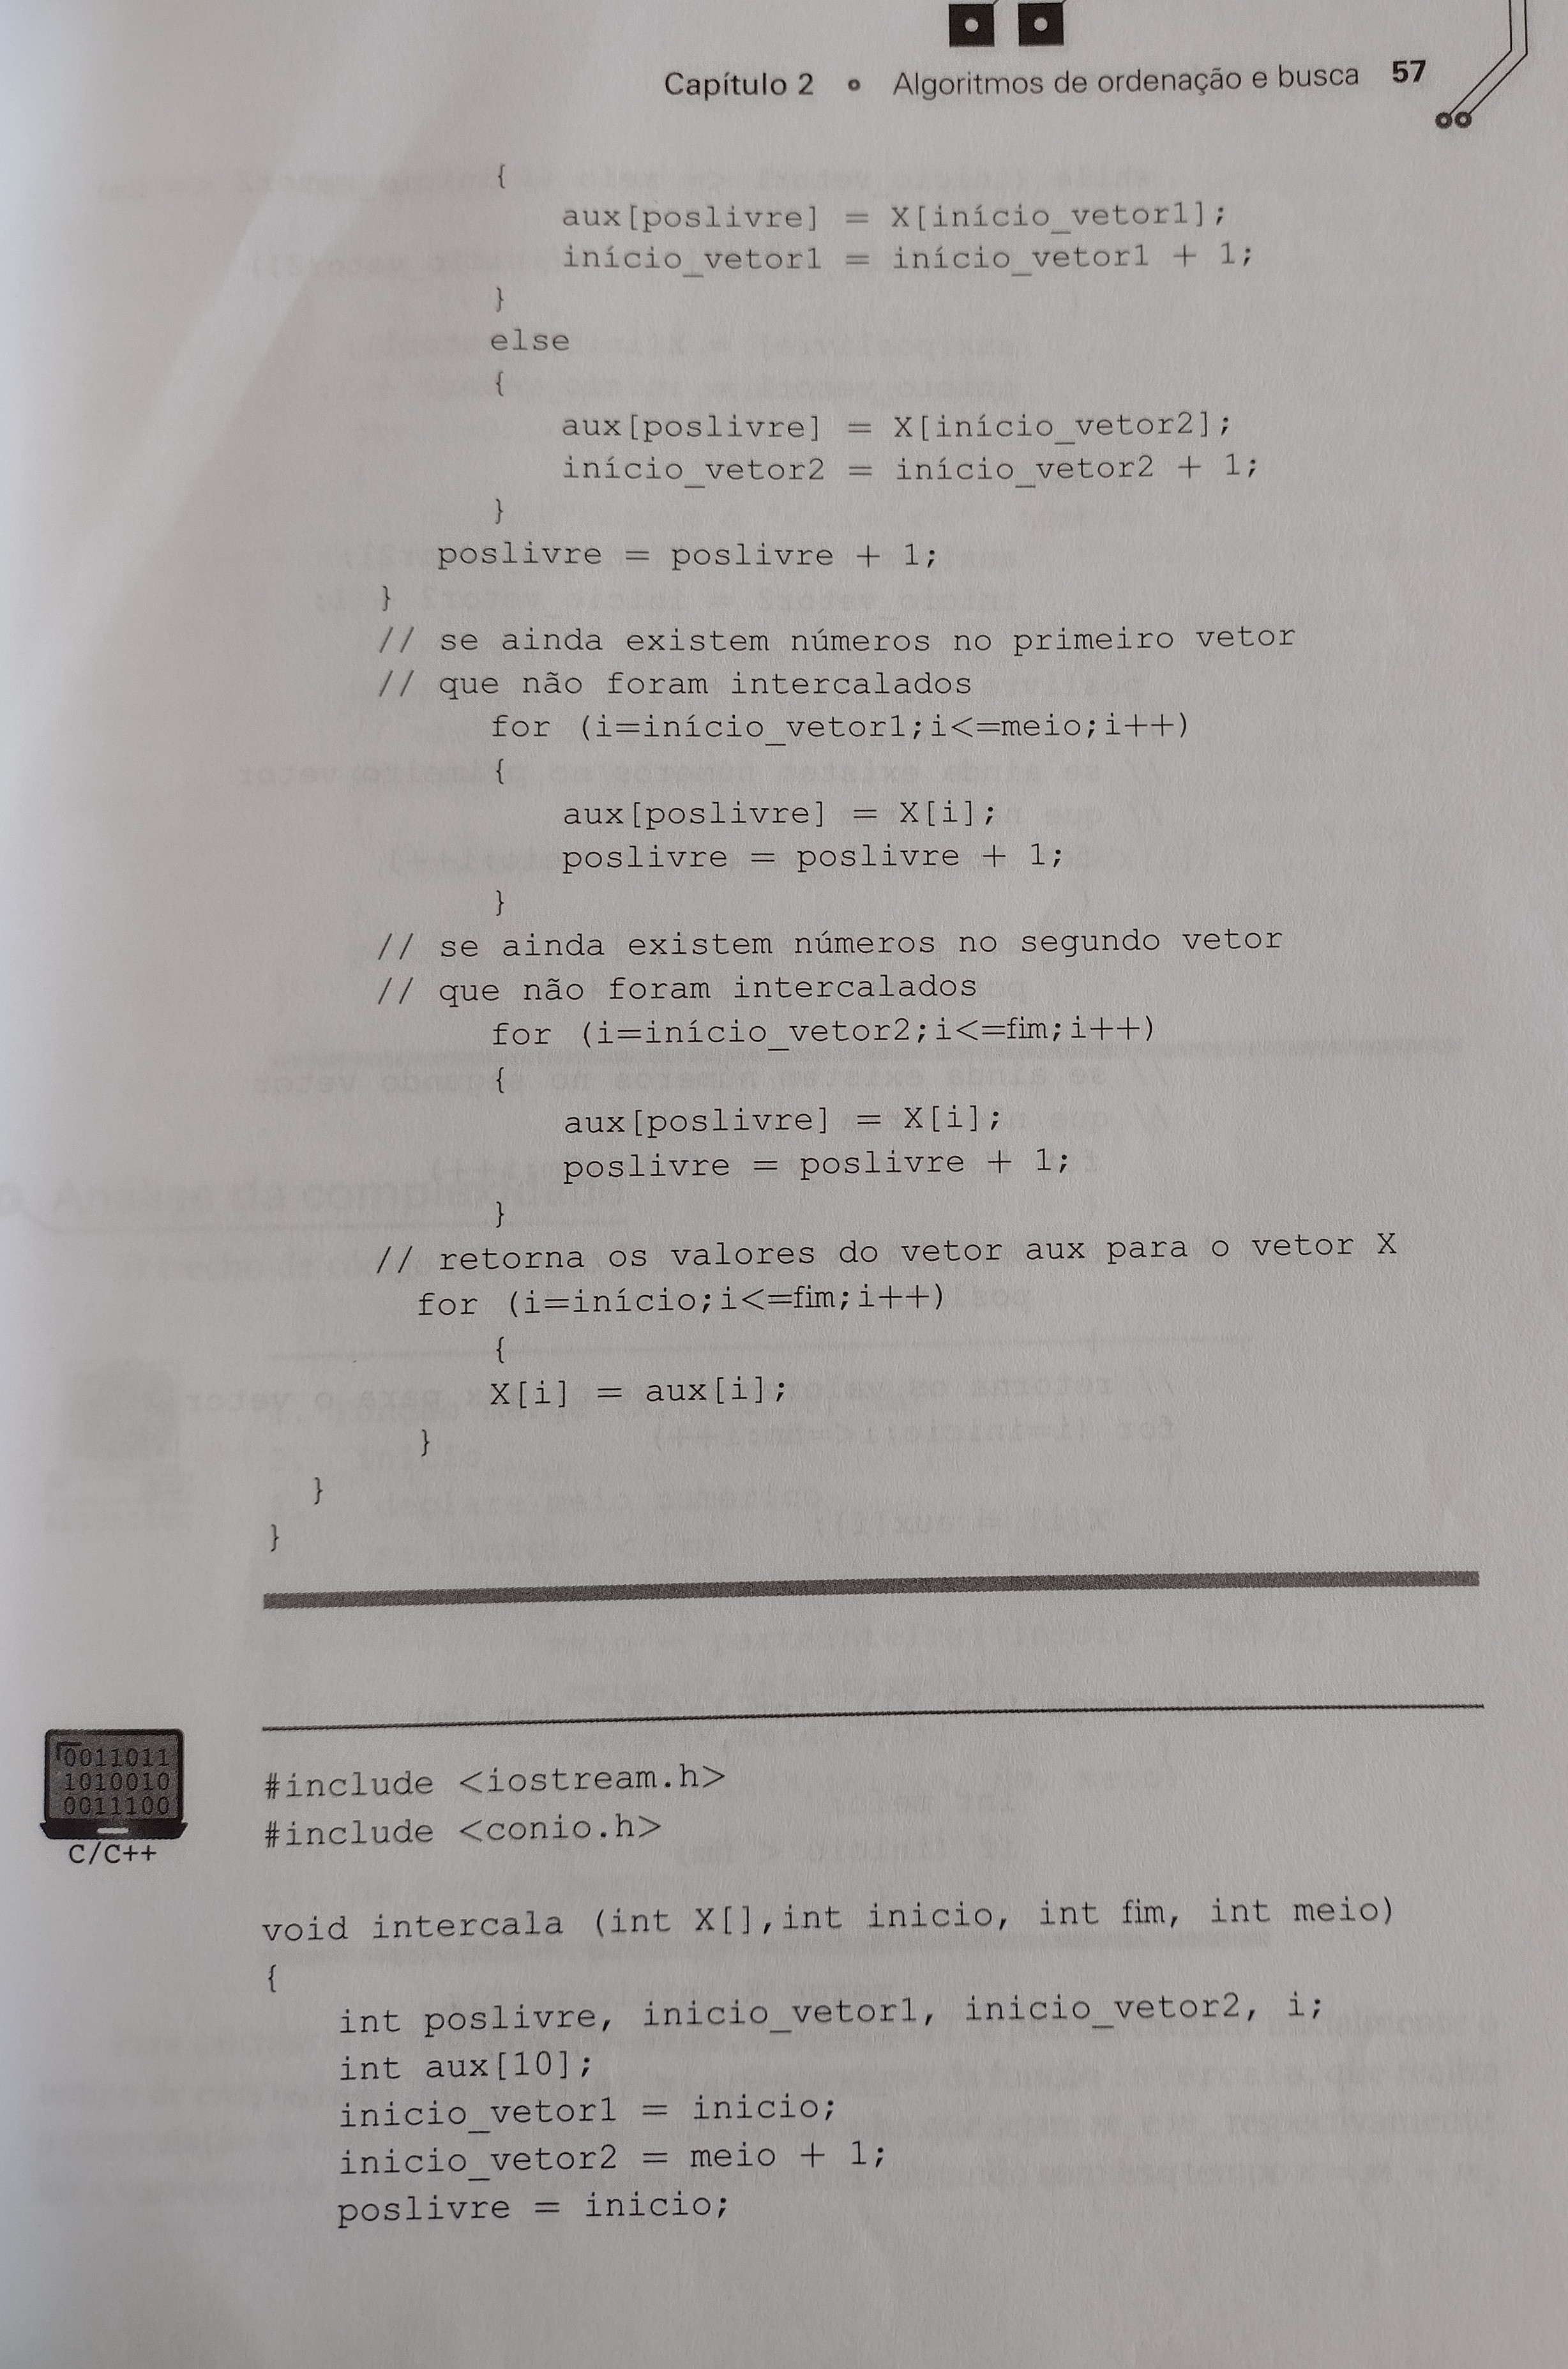 Capítulo 2 • Algoritmos de ordenação e busca 57
{
aux[poslivre] = X[início_vetor1];
início_vetor1 = início_vetor1 + 1;
}
else
{
aux[poslivre] = X[início_vetor2];
início_vetor2 = início_vetor2 + 1;
}
poslivre = poslivre + 1;
}
// se ainda existem números no primeiro vetor
// que não foram intercalados
for (i=início_vetor1;i<=meio;i++)
{
aux[poslivre] = X[i];
poslivre = poslivre + 1;
}
// se ainda existem números no segundo vetor
// que não foram intercalados
for (i=início_vetor2;i<=fim;i++)
{
aux[poslivre] = X[i];
poslivre = poslivre + 1;
}
// retorna os valores do vetor aux para o vetor X
for (i=início;i<=fim;i++)
{
X[i] = aux[i];
}
}
}
0011011
1010010
0011100
C/C++
#include <iostream.h>
#include <conio.h>
void intercala (int X[],int inicio, int fim, int meio)
{
int poslivre, inicio_vetor1, inicio_vetor2, i;
int aux[10];
inicio_vetor1 = inicio;
inicio_vetor2 = meio + 1;
poslivre = inicio;